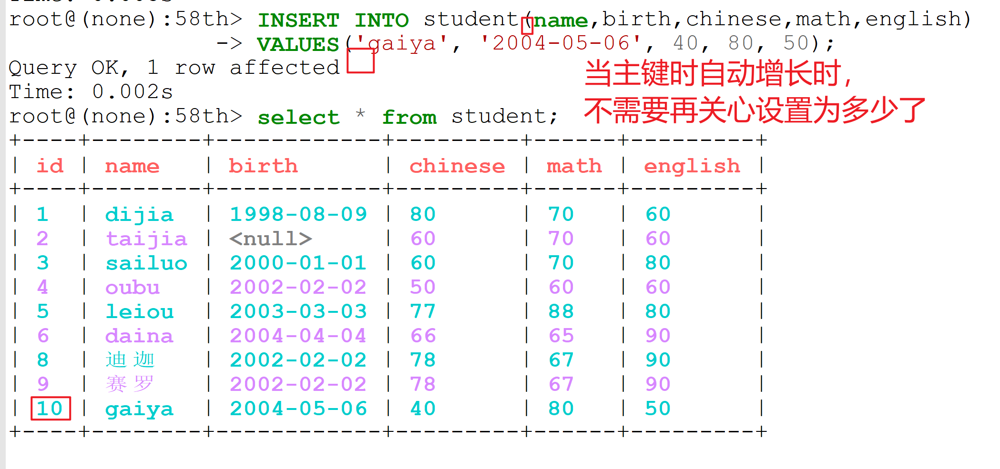 root@(none):58th> INSERT INTO student(name,birth,chinese,math,english)
-> VALUES('gaiya', '2004-05-06', 40, 80, 50);
Query OK, 1 row affected
Time: 0.002s
当主键时自动增长时，
不需要再关心设置为多少了
root@(none):58th> select * from student;
+----+--------+------------+---------+------+---------+
| id | name | birth | chinese | math | english |
+----+--------+------------+---------+------+---------+
| 1 | dijia | 1998-08-09 | 80 | 70 | 60 |
| 2 | taijia | <null> | 60 | 70 | 60 |
| 3 | sailuo | 2000-01-01 | 60 | 70 | 80 |
| 4 | oubu | 2002-02-02 | 50 | 60 | 60 |
| 5 | leiou | 2003-03-03 | 77 | 88 | 80 |
| 6 | daina | 2004-04-04 | 66 | 65 | 90 |
| 8 | 迪迦 | 2002-02-02 | 78 | 67 | 90 |
| 9 | 赛罗 | 2002-02-02 | 78 | 67 | 90 |
| 10 | gaiya | 2004-05-06 | 40 | 80 | 50 |
+----+--------+------------+---------+------+---------+